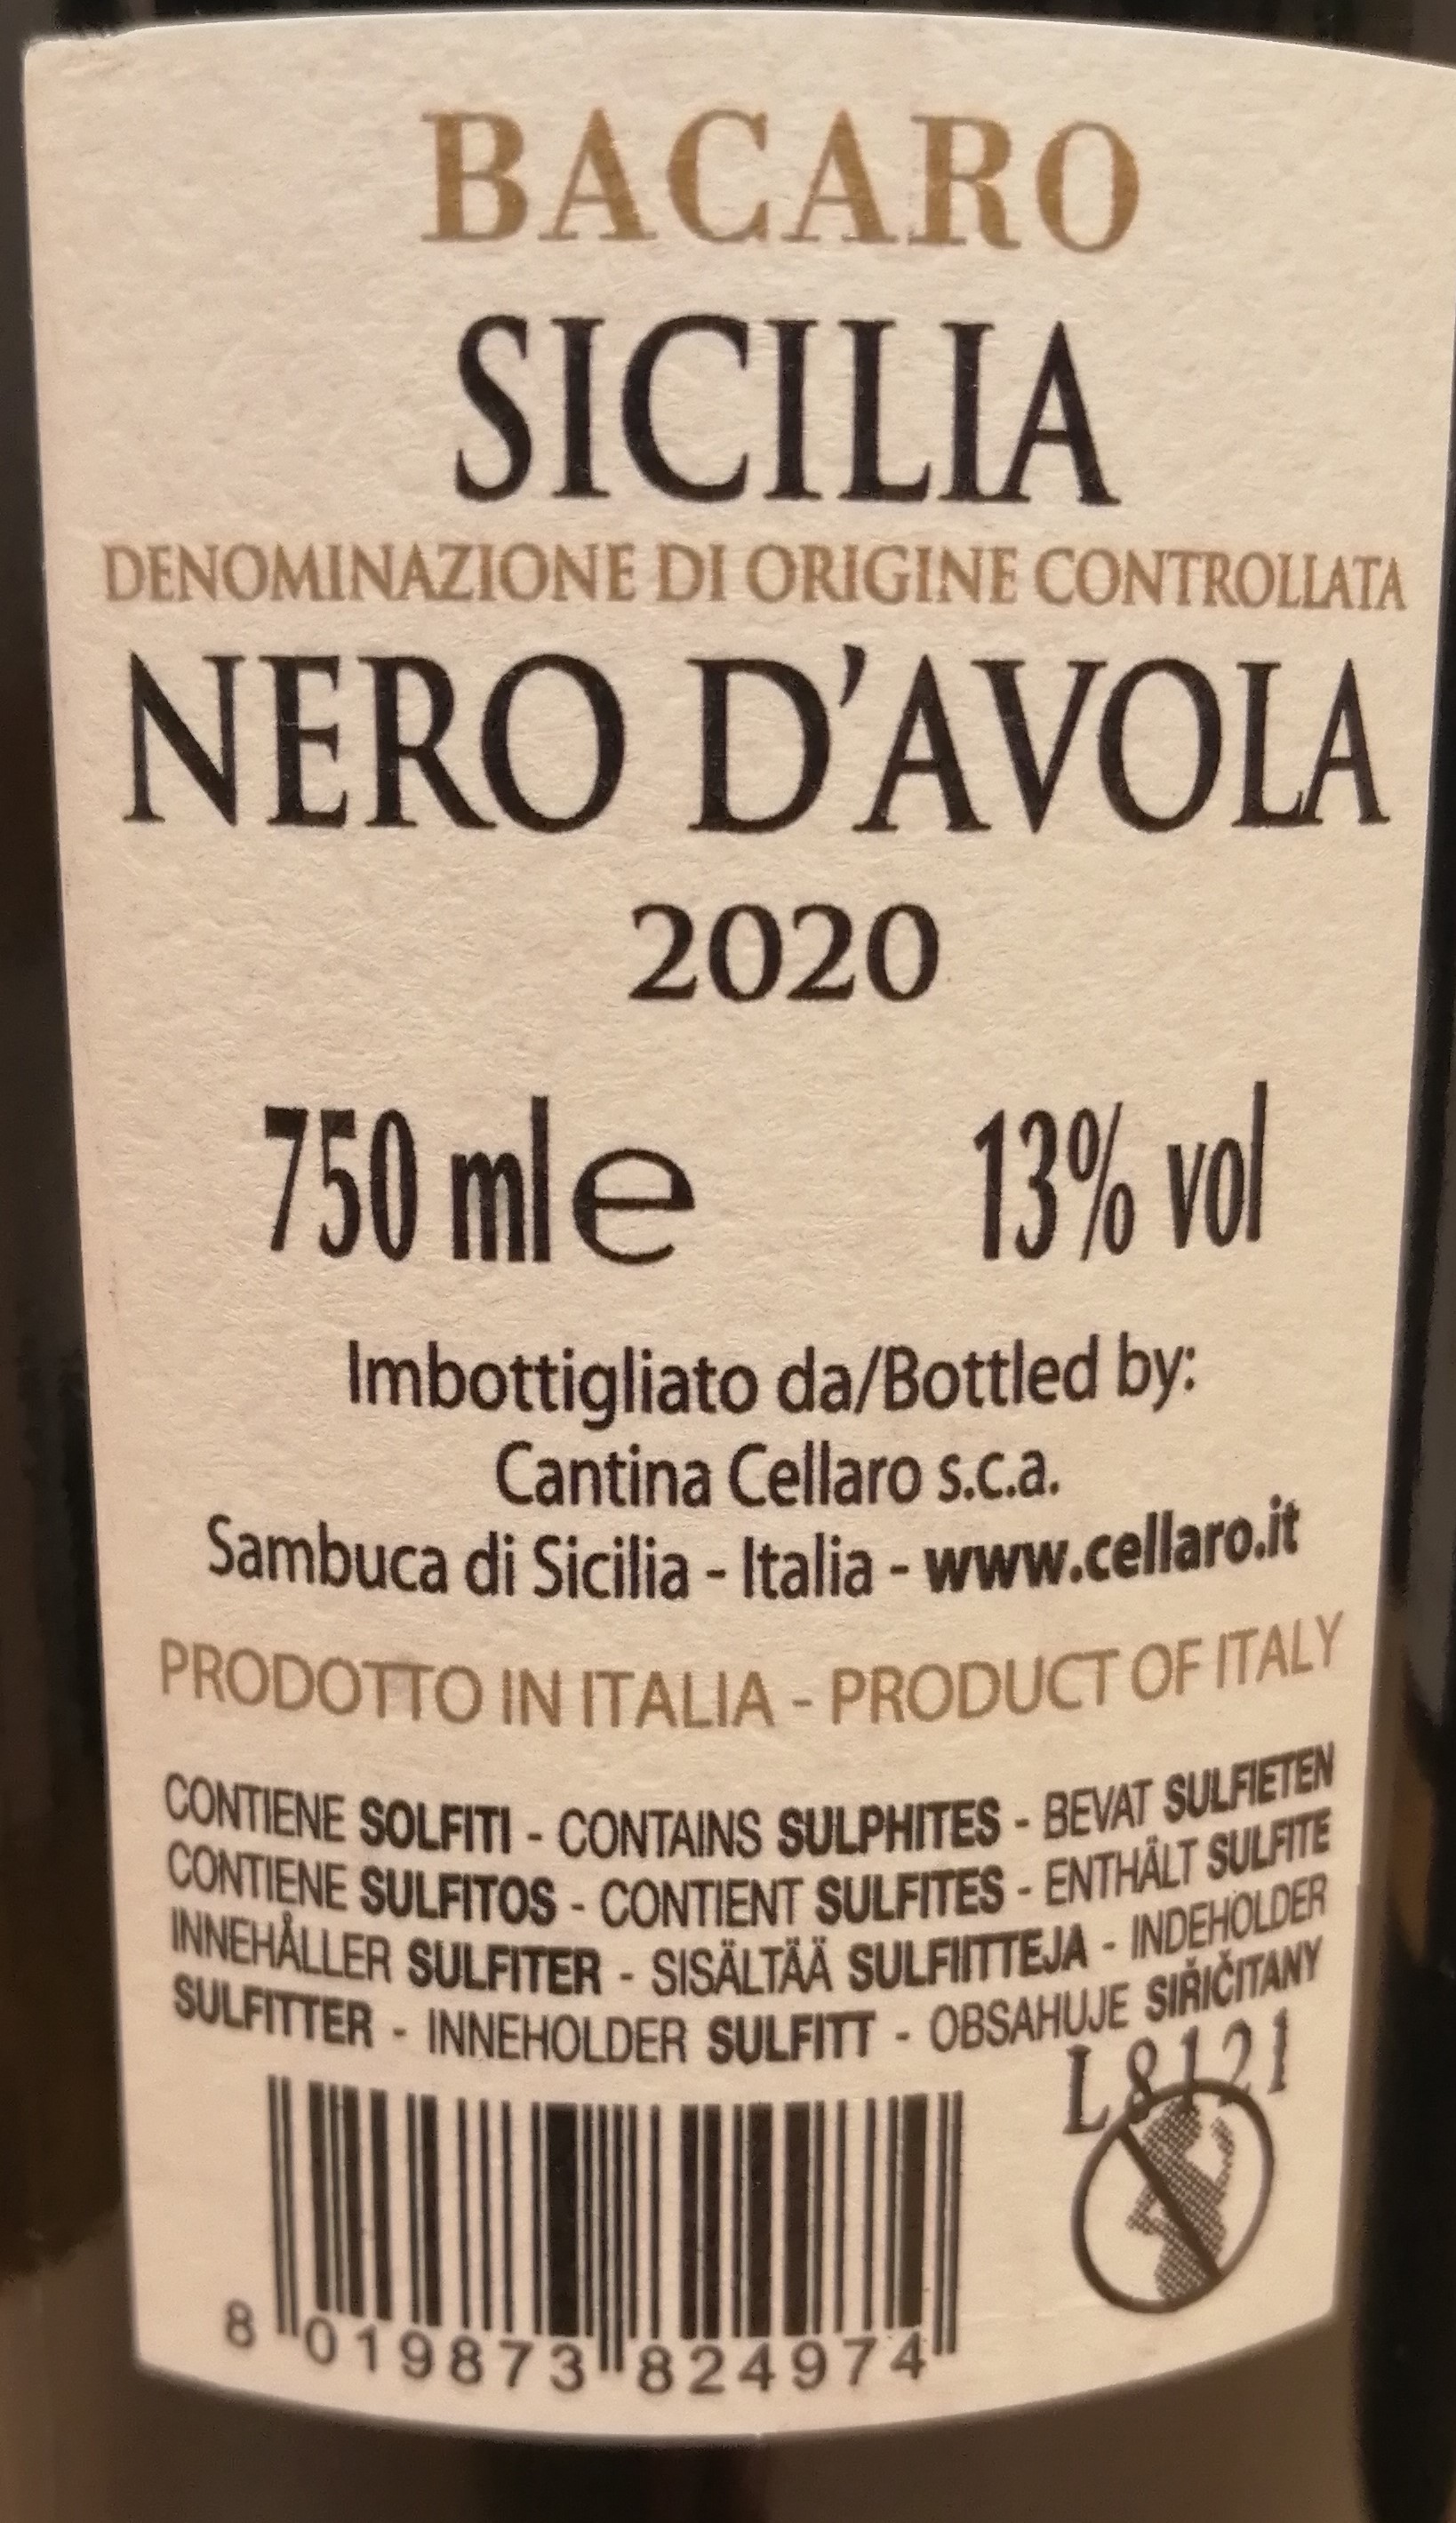 BACARO
SICILIA
DENOMINAZIONE DI ORIGINE CONTROLLATA
NERO D'AVOLA
2020
750 ml e 13% vol
Imbottigliato da/Bottled by:
Cantina Cellaro s.c.a.
Sambuca di Sicilia - Italia - www.cellaro.it
PRODOTTO IN ITALIA - PRODUCT OF ITALY
CONTIENE SOLFITI - CONTAINS SULPHITES - BEVAT SULFIETEN
CONTIENE SULFITOS - CONTIENT SULFITES - ENTHÄLT SULFITE
INNEHÅLLER SULFITER - SISÄLTÄÄ SULFIITTEJA - INDEHOLDER
SULFITTER - INNEHOLDER SULFITT - OBSAHUJE SIŘIČITANY
L8121
8 019873 824974